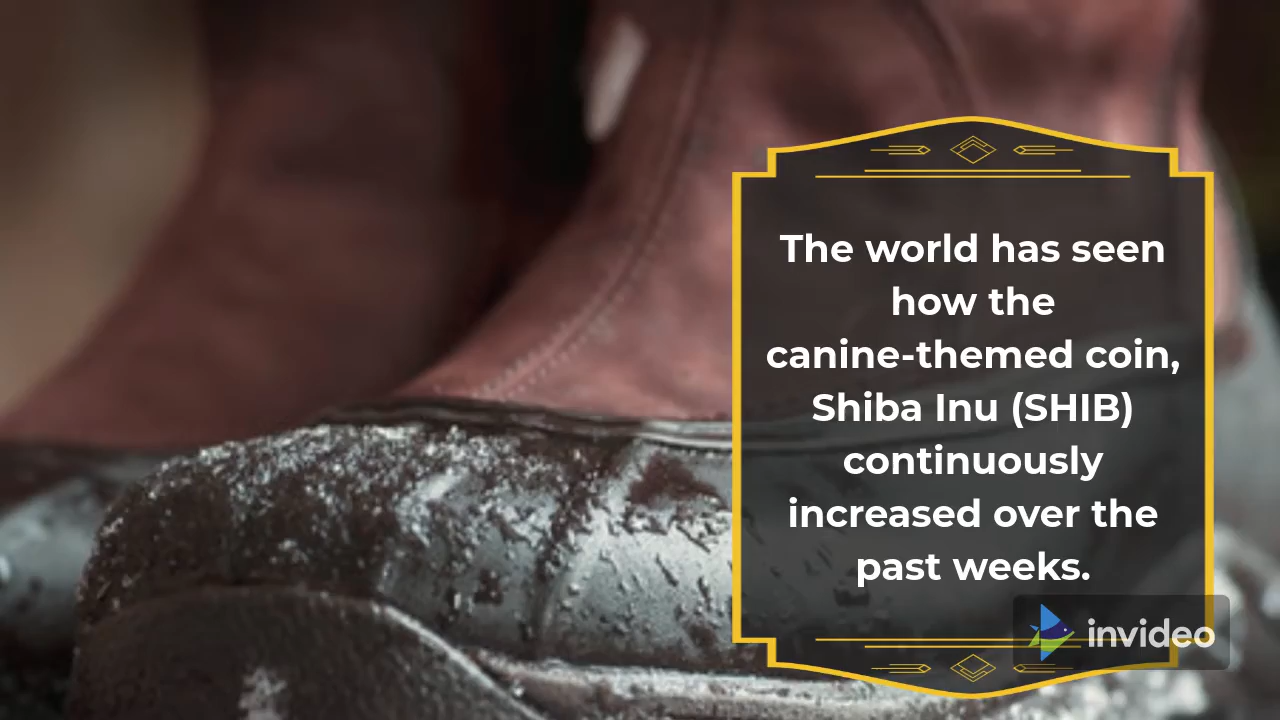 The world has seen
how the
canine-themed coin,
Shiba Inu (SHIB)
continuously
increased over the
past weeks.
invideo